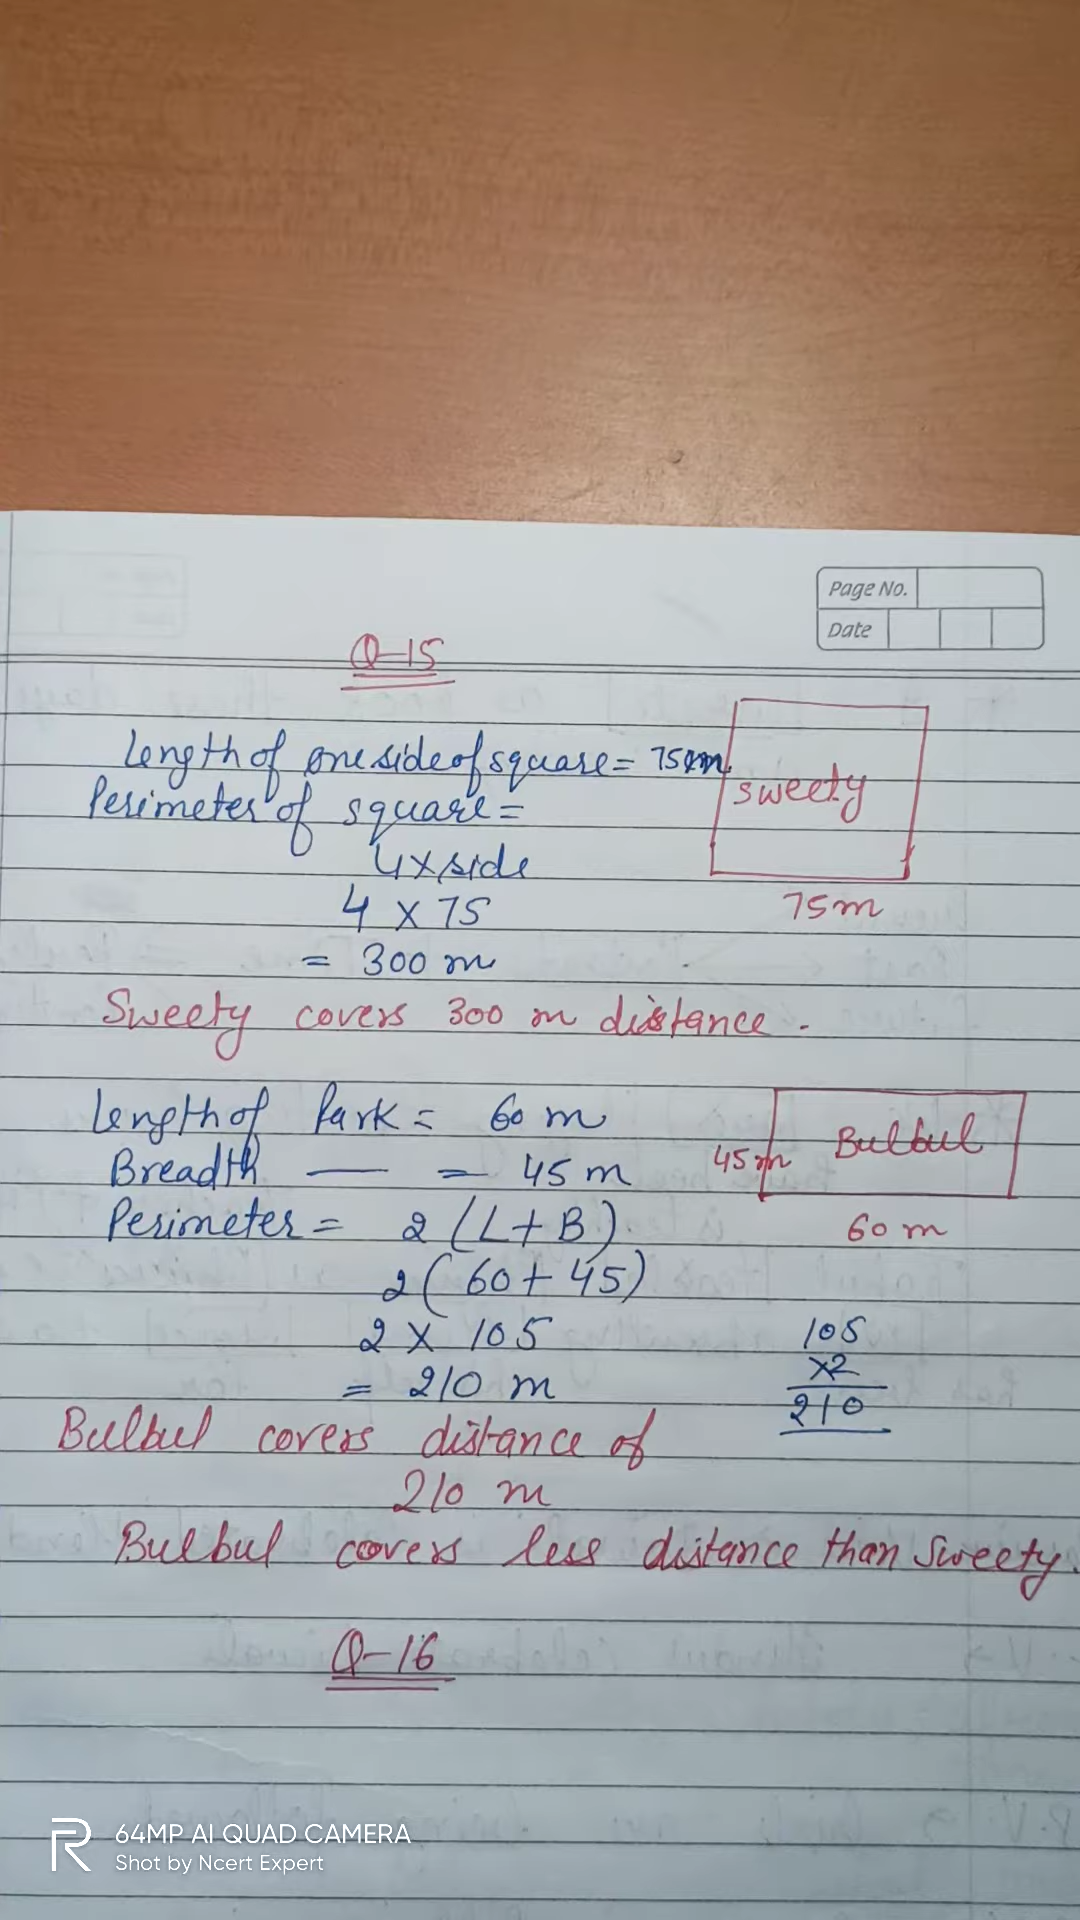 Page No.
Date
Q-15
Length of one side of square = 75m
sweety
Perimeter of square =
4 x side
75m
4 x 75
= 300 m
Sweety covers 300 m distance.
Length of Park = 60 m
Breadth — = 45 m
45m
Bulbul
60 m
Perimeter = 2 (L+B)
2 (60 + 45)
2 x 105
= 210 m
105
x2
210
Bulbul covers distance of
210 m
Bulbul covers less distance than Sweety.
Q-16
R
64MP AI QUAD CAMERA
Shot by Ncert Expert